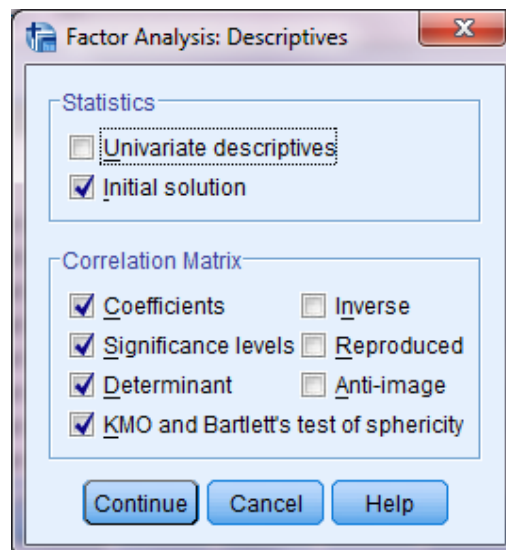 Factor Analysis: Descriptives
Statistics
Univariate descriptives
Initial solution
Correlation Matrix
Coefficients Inverse
Significance levels Reproduced
Determinant Anti-image
KMO and Bartlett's test of sphericity
Continue Cancel Help